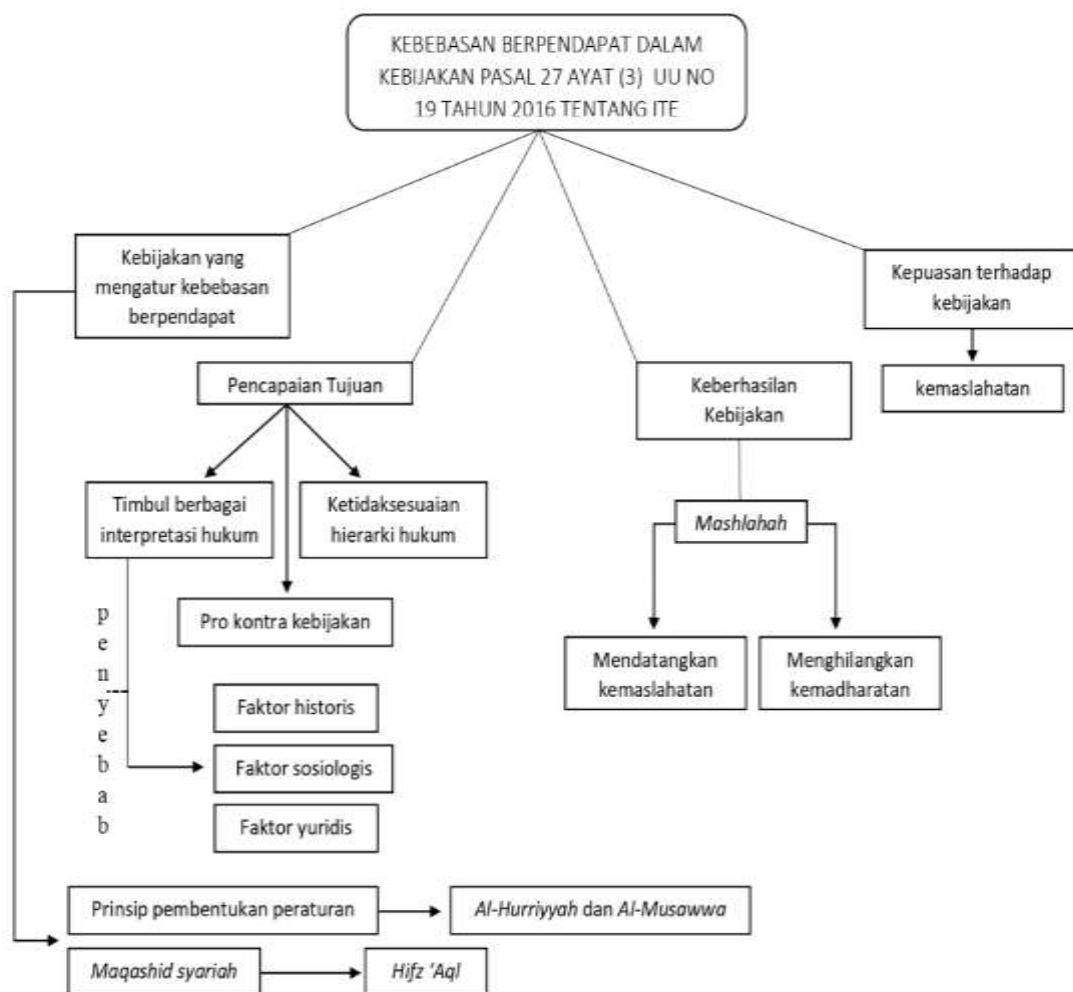 KEBEBASAN BERPENDAPAT DALAM
KEBIJAKAN PASAL 27 AYAT (3) UU NO
19 TAHUN 2016 TENTANG ITE
Kebijakan yang
mengatur kebebasan
berpendapat
Kepuasan terhadap
kebijakan
Pencapaian Tujuan
Keberhasilan
Kebijakan
kemaslahatan
Timbul berbagai
interpretasi hukum
Ketidaksesuaian
hierarki hukum
Mashlahah
Pro kontra kebijakan
Mendatangkan
kemaslahatan
Menghilangkan
kemadharatan
p
e
n
y
e
b
a
b
Faktor historis
Faktor sosiologis
Faktor yuridis
Prinsip pembentukan peraturan
Al-Hurriyyah dan Al-Musawwa
Maqashid syariah
Hifz ‘Aql